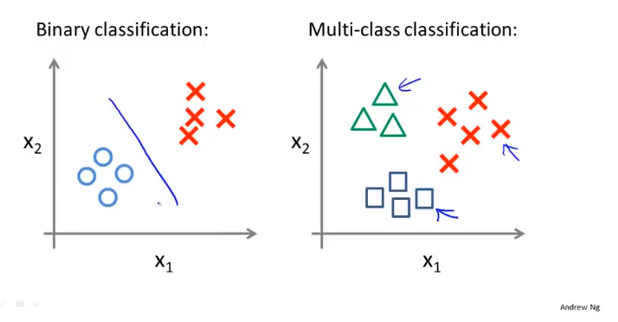 Binary classification:
Multi-class classification:
x₂
x₁
x₂
x₁
Andrew Ng